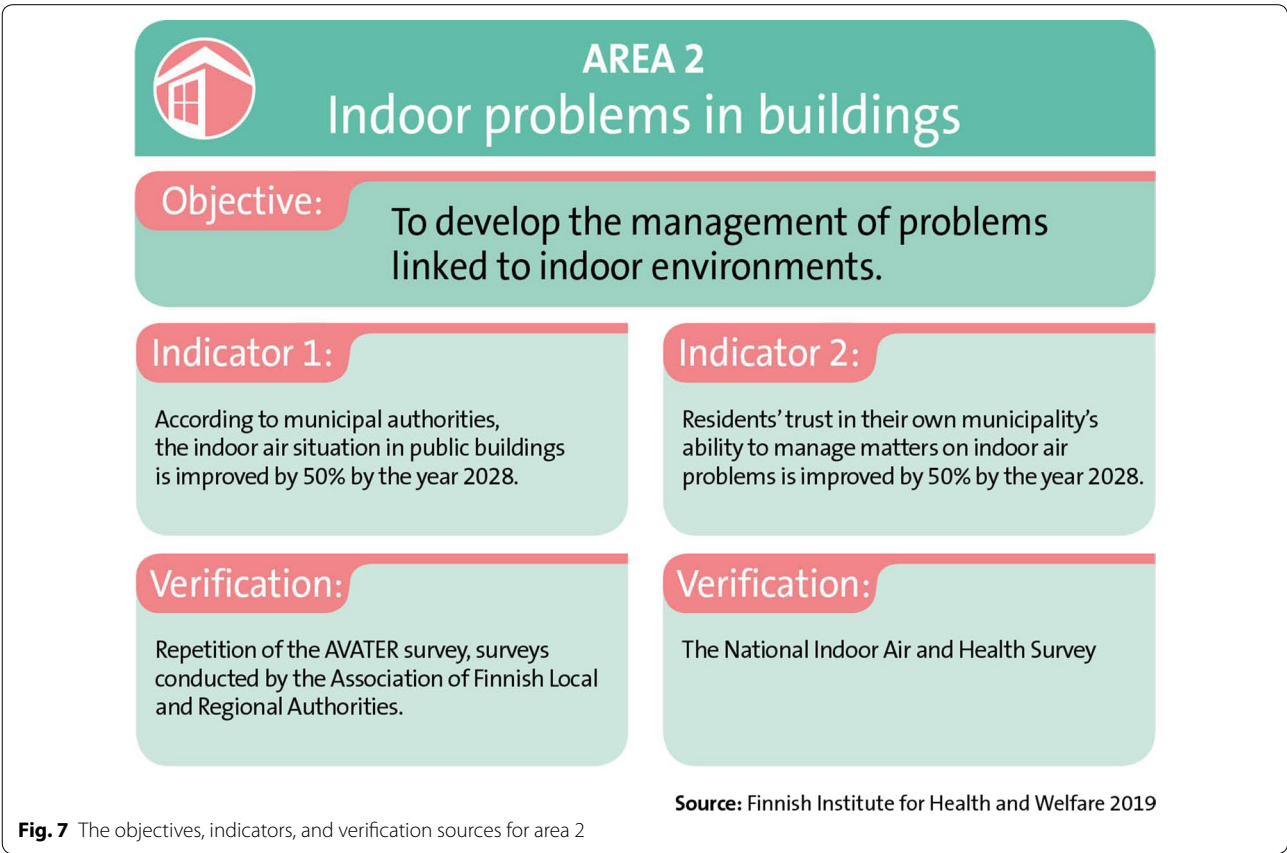 AREA 2
Indoor problems in buildings
Objective:
To develop the management of problems
linked to indoor environments.
Indicator 1:
According to municipal authorities,
the indoor air situation in public buildings
is improved by 50% by the year 2028.
Indicator 2:
Residents’ trust in their own municipality’s
ability to manage matters on indoor air
problems is improved by 50% by the year 2028.
Verification:
Repetition of the AVATER survey, surveys
conducted by the Association of Finnish Local
and Regional Authorities.
Verification:
The National Indoor Air and Health Survey
Source: Finnish Institute for Health and Welfare 2019
Fig. 7 The objectives, indicators, and verification sources for area 2